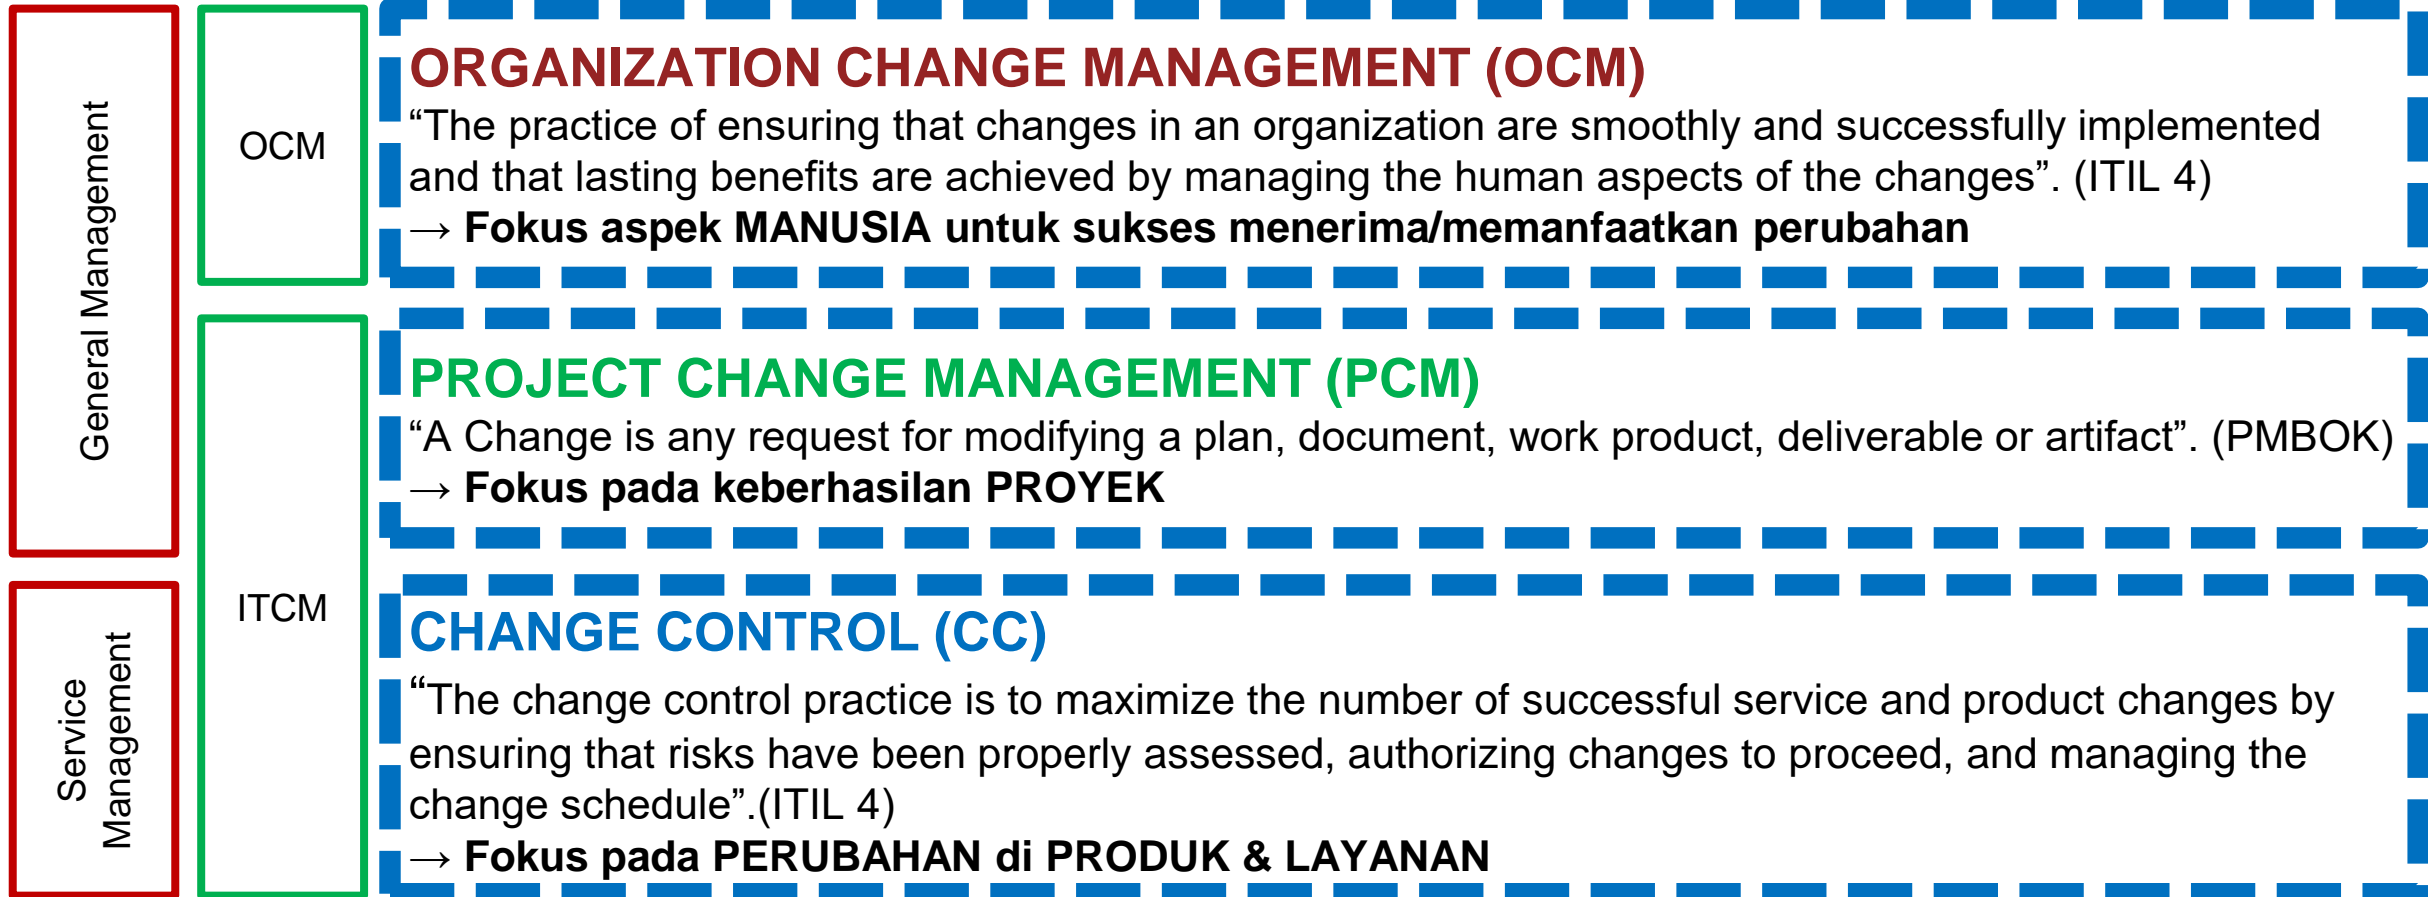 General Management
OCM
ORGANIZATION CHANGE MANAGEMENT (OCM)
“The practice of ensuring that changes in an organization are smoothly and successfully implemented
and that lasting benefits are achieved by managing the human aspects of the changes”. (ITIL 4)
→ Fokus aspek MANUSIA untuk sukses menerima/memanfaatkan perubahan
PROJECT CHANGE MANAGEMENT (PCM)
“A Change is any request for modifying a plan, document, work product, deliverable or artifact”. (PMBOK)
→ Fokus pada keberhasilan PROYEK
Service
Management
ITCM
CHANGE CONTROL (CC)
“The change control practice is to maximize the number of successful service and product changes by
ensuring that risks have been properly assessed, authorizing changes to proceed, and managing the
change schedule”.(ITIL 4)
→ Fokus pada PERUBAHAN di PRODUK & LAYANAN